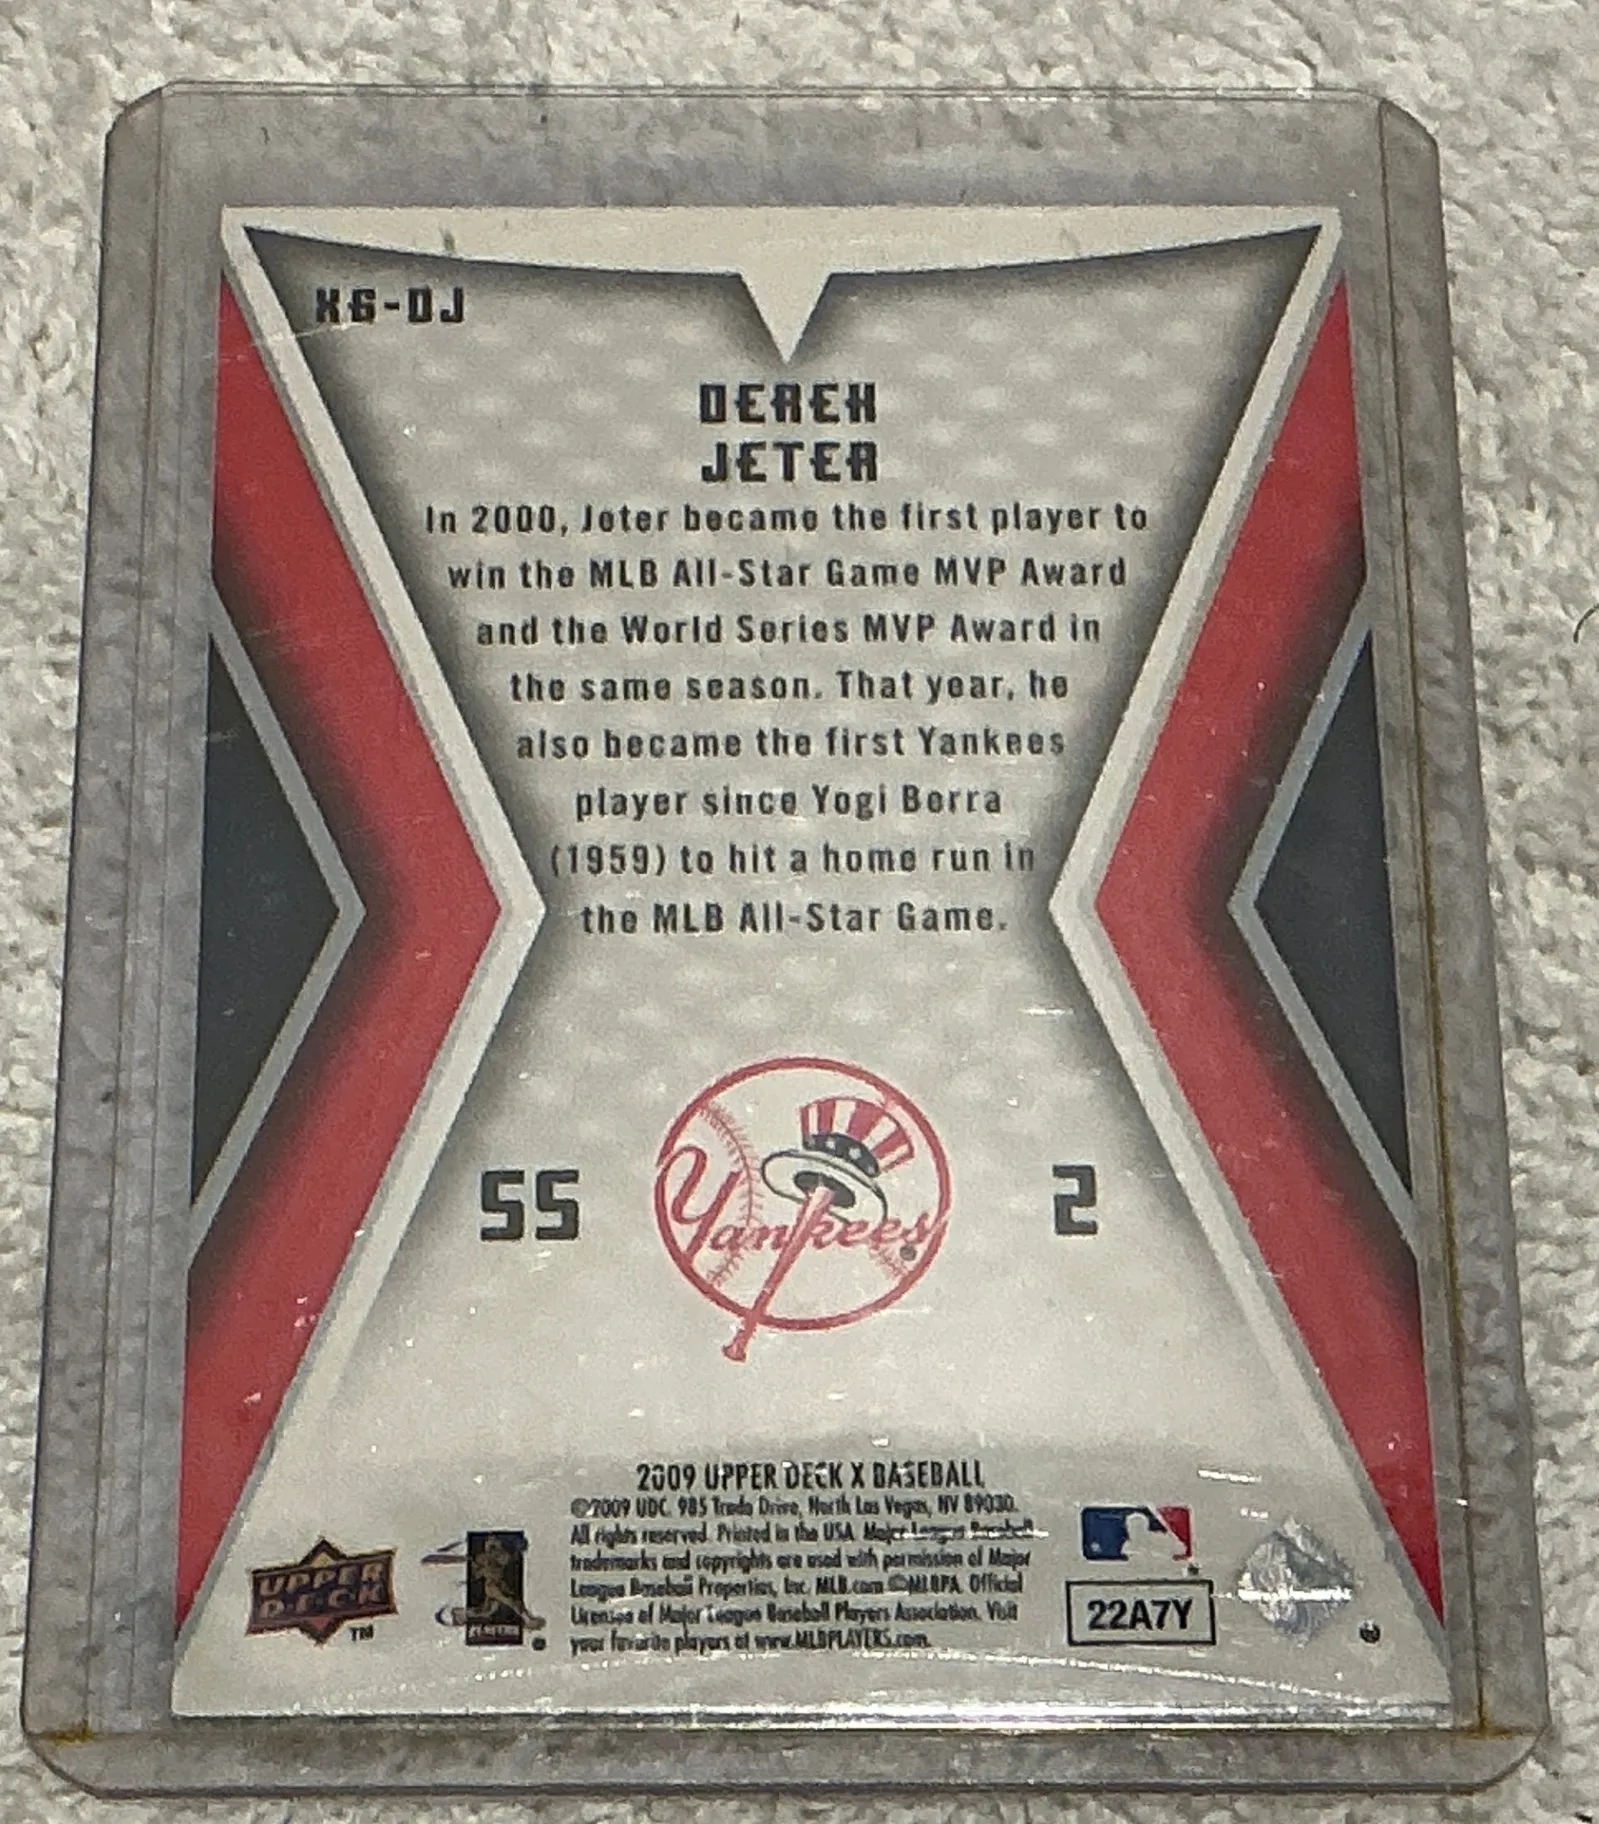 XG-DJ
DEREK
JETER
In 2000, Jeter became the first player to
win the MLB All-Star Game MVP Award
and the World Series MVP Award in
the same season. That year, he
also became the first Yankees
player since Yogi Berra
(1959) to hit a home run in
the MLB All-Star Game.
SS
Yankees
2
2009 UPPER DECK X BASEBALL
©2009 UDC. 985 Trade Drive, North Las Vegas, NV 89030.
All rights reserved. Printed in the USA. Major League Baseball
trademarks and copyrights are used with permission of Major
League Baseball Properties, Inc. MLB.com ©MLBPA. Official
Licensee of Major League Baseball Players Association. Visit
your favorite players at www.MLBPLAYERS.com.
UPPER
DECK
TM
PLAYERS
22A7Y